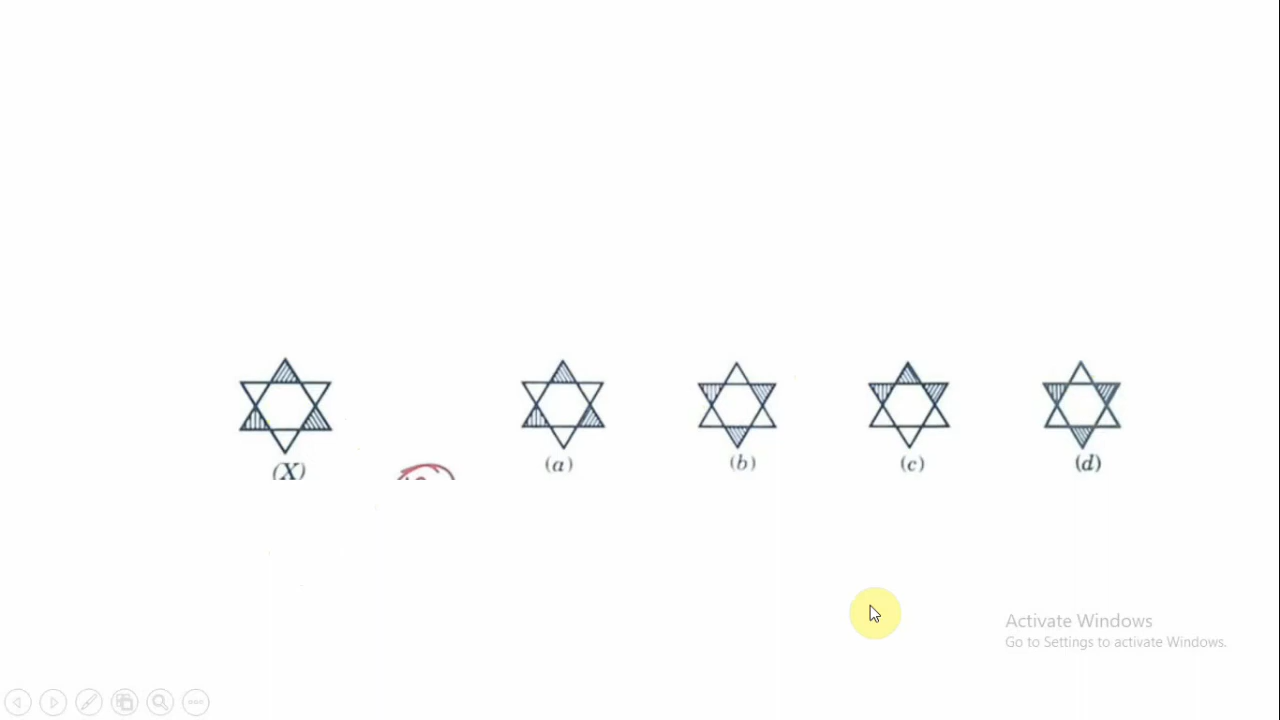 (X) (a) (b) (c) (d)
Activate Windows
Go to Settings to activate Windows.